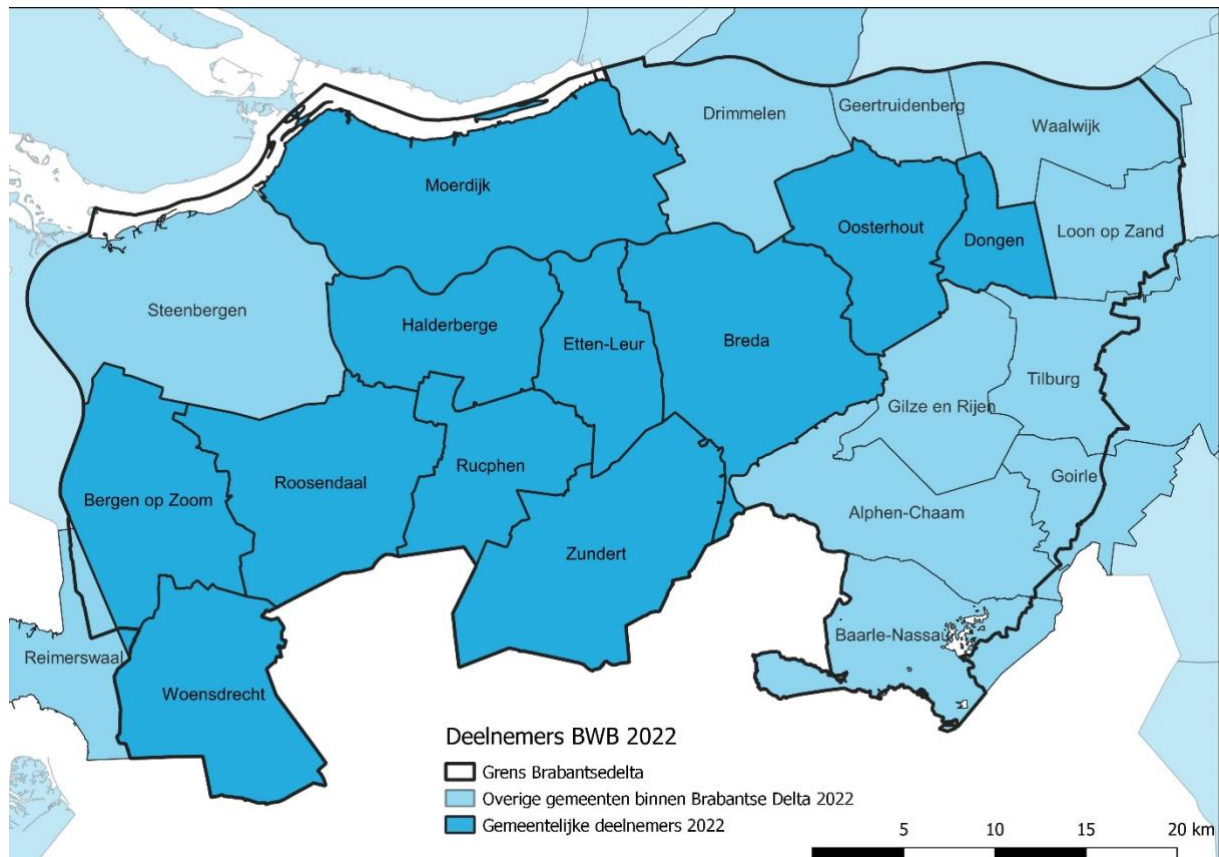 Drimmelen
Geertruidenberg
Waalwijk
Moerdijk
Oosterhout
Dongen
Loon op Zand
Steenbergen
Halderberge
Etten-Leur
Breda
Tilburg
Gilze en Rijen
Rucphen
Goirle
Roosendaal
Bergen op Zoom
Alphen-Chaam
Zundert
Baarle-Nassau
Reimerswaal
Woensdrecht
Deelnemers BWB 2022
Grens Brabantsedelta
Overige gemeenten binnen Brabantse Delta 2022
Gemeentelijke deelnemers 2022
5 10 15 20 km